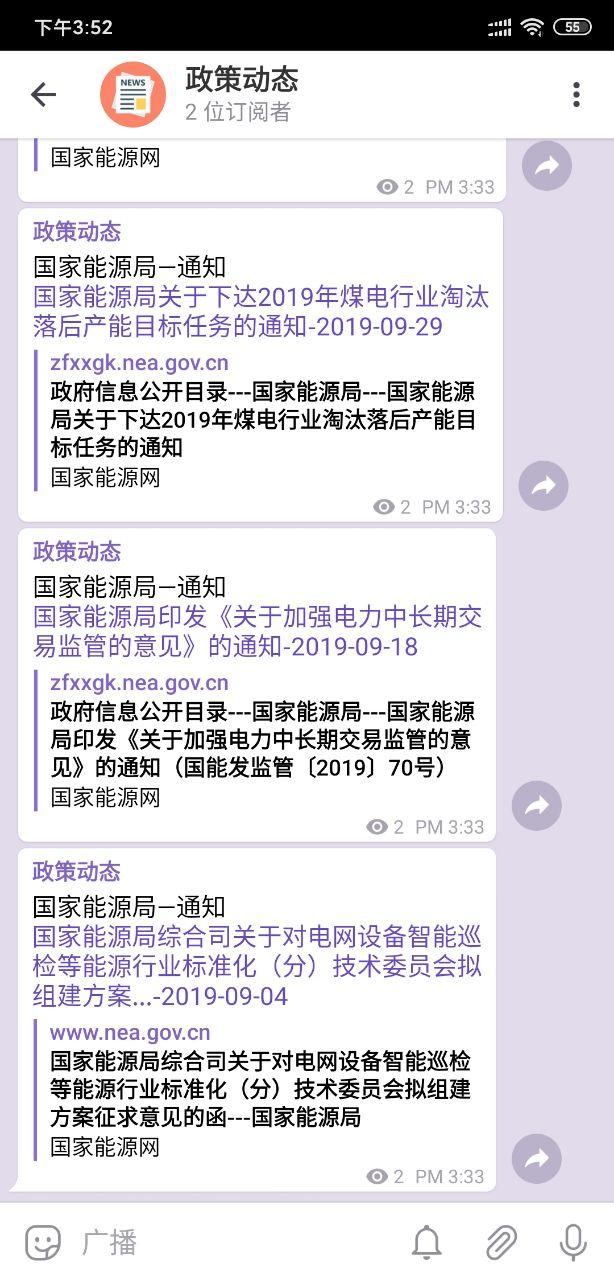 下午3:52
55
NEWS
政策动态
2 位订阅者
国家能源网
2 PM 3:33
政策动态
国家能源局—通知
国家能源局关于下达2019年煤电行业淘汰
落后产能目标任务的通知-2019-09-29
zfxxgk.nea.gov.cn
政府信息公开目录---国家能源局---国家能源
局关于下达2019年煤电行业淘汰落后产能目
标任务的通知
国家能源网
2 PM 3:33
政策动态
国家能源局—通知
国家能源局印发《关于加强电力中长期交
易监管的意见》的通知-2019-09-18
zfxxgk.nea.gov.cn
政府信息公开目录---国家能源局---国家能源
局印发《关于加强电力中长期交易监管的意
见》的通知（国能发监管〔2019〕70号）
国家能源网
2 PM 3:33
政策动态
国家能源局—通知
国家能源局综合司关于对电网设备智能巡
检等能源行业标准化（分）技术委员会拟
组建方案...-2019-09-04
www.nea.gov.cn
国家能源局综合司关于对电网设备智能巡检
等能源行业标准化（分）技术委员会拟组建
方案征求意见的函---国家能源局
国家能源网
2 PM 3:33
广播